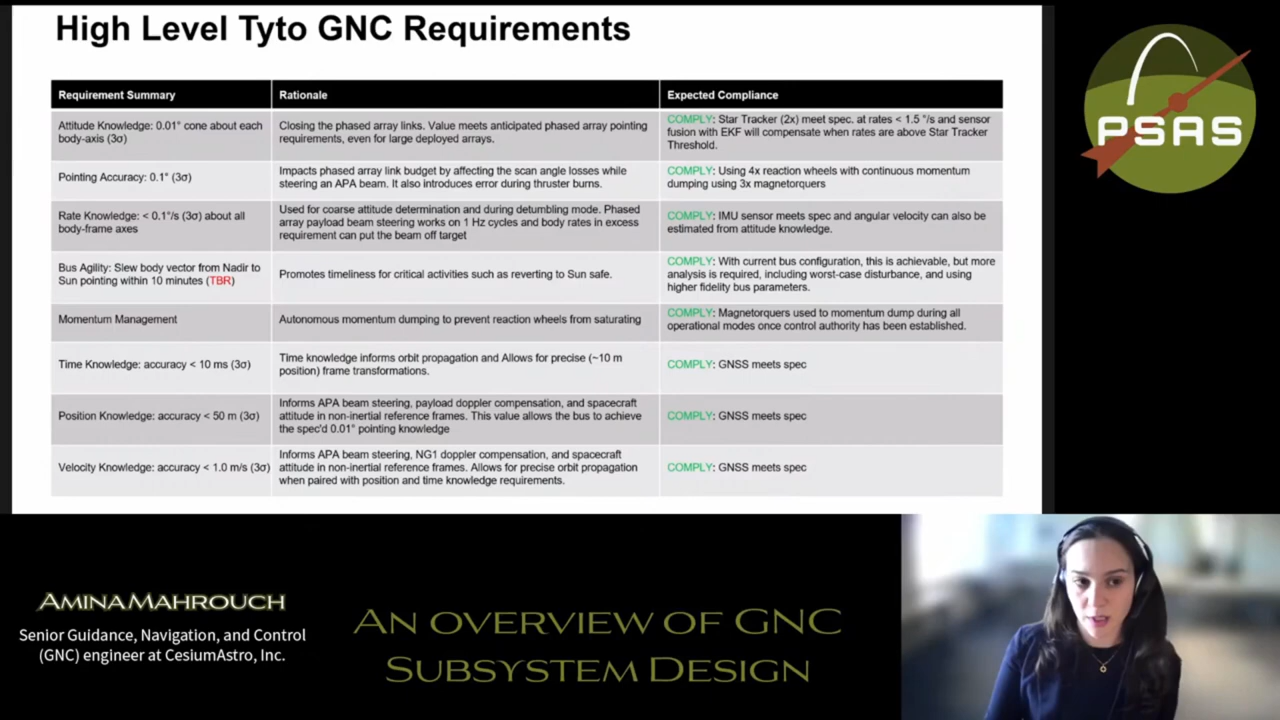 High Level Tyto GNC Requirements
Requirement Summary
Rationale
Expected Compliance
Attitude Knowledge: 0.01° cone about each
body-axis (3σ)
Closing the phased array links. Value meets anticipated phased array pointing
requirements, even for large deployed arrays.
COMPLY: Star Tracker (2x) meet spec. at rates < 1.5 °/s and sensor
fusion with EKF will compensate when rates are above Star Tracker
Threshold.
Pointing Accuracy: 0.1° (3σ)
Impacts phased array link budget by affecting the scan angle losses while
steering an APA beam. It also introduces error during thruster burns.
COMPLY: Using 4x reaction wheels with continuous momentum
dumping using 3x magnetorquers
Rate Knowledge: < 0.1°/s (3σ) about all
body-frame axes
Used for coarse attitude determination and during detumbling mode. Phased
array payload beam steering works on 1 Hz cycles and body rates in excess
requirement can put the beam off target
COMPLY: IMU sensor meets spec and angular velocity can also be
estimated from attitude knowledge.
Bus Agility: Slew body vector from Nadir to
Sun pointing within 10 minutes (TBR)
Promotes timeliness for critical activities such as reverting to Sun safe.
COMPLY: With current bus configuration, this is achievable, but more
analysis is required, including worst-case disturbance, and using
higher fidelity bus parameters.
Momentum Management
Autonomous momentum dumping to prevent reaction wheels from saturating
COMPLY: Magnetorquers used to momentum dump during all
operational modes once control authority has been established.
Time Knowledge: accuracy < 10 ms (3σ)
Time knowledge informs orbit propagation and Allows for precise (~10 m
position) frame transformations.
COMPLY: GNSS meets spec
Position Knowledge: accuracy < 50 m (3σ)
Informs APA beam steering, payload doppler compensation, and spacecraft
attitude in non-inertial reference frames. This value allows the bus to achieve
the spec'd 0.01° pointing knowledge
COMPLY: GNSS meets spec
Velocity Knowledge: accuracy < 1.0 m/s (3σ)
Informs APA beam steering, NG1 doppler compensation, and spacecraft
attitude in non-inertial reference frames. Allows for precise orbit propagation
when paired with position and time knowledge requirements.
COMPLY: GNSS meets spec
PSAS
Amina Mahrouch
Senior Guidance, Navigation, and Control
(GNC) engineer at CesiumAstro, Inc.
An overview of GNC
Subsystem Design